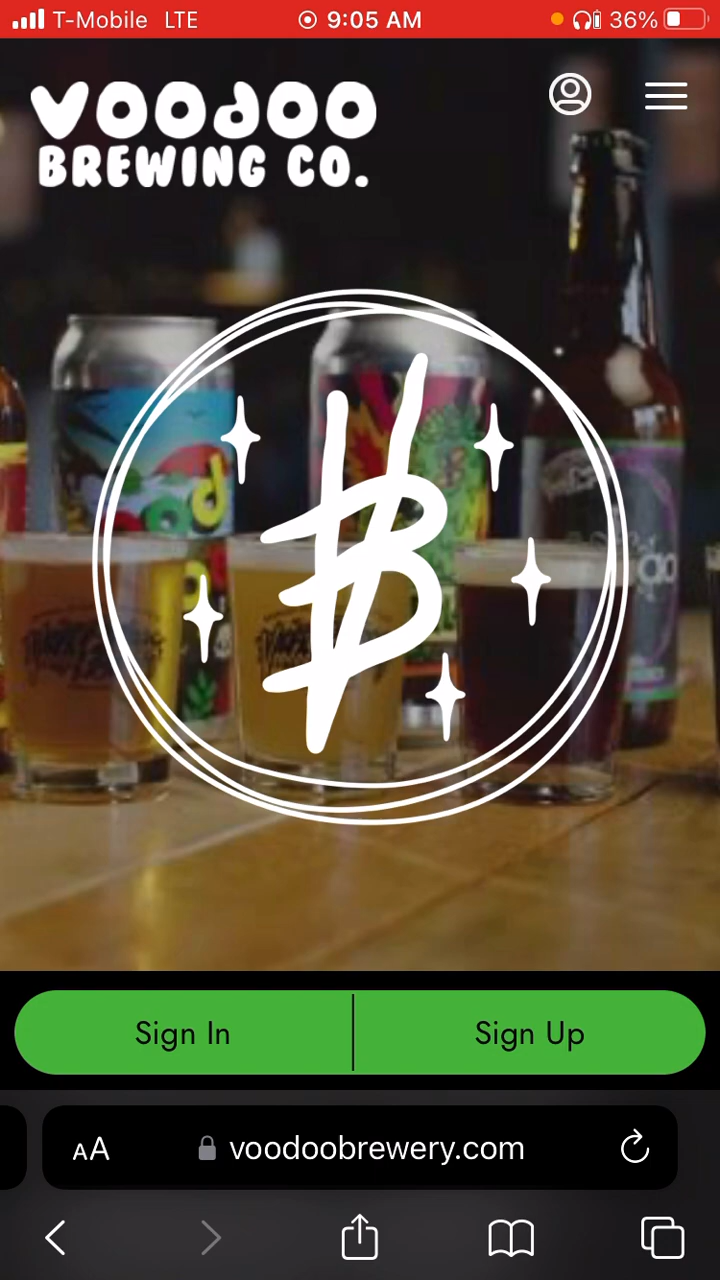 T-Mobile LTE 9:05 AM 36%
VOODOO
BREWING CO.
Sign In
Sign Up
AA voodoobrewery.com